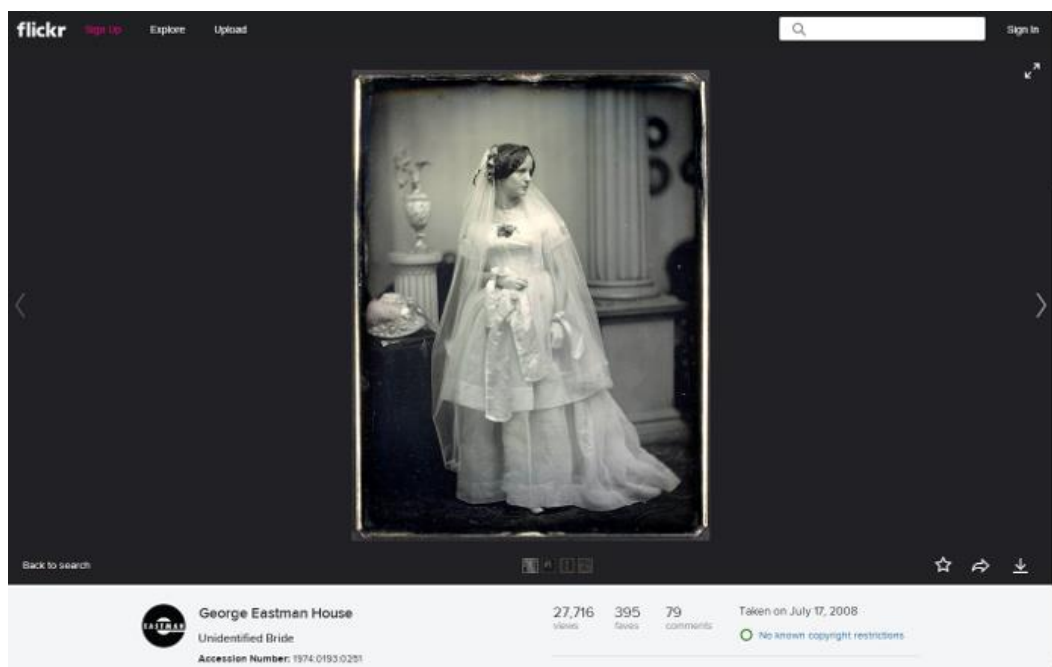 flickr Sign Up Explore Upload Sign In
Back to search
George Eastman House
Unidentified Bride
Accession Number: 1974:0193:0251
27,716 395 79
views faves comments
Taken on July 17, 2008
No known copyright restrictions
EASTMAN